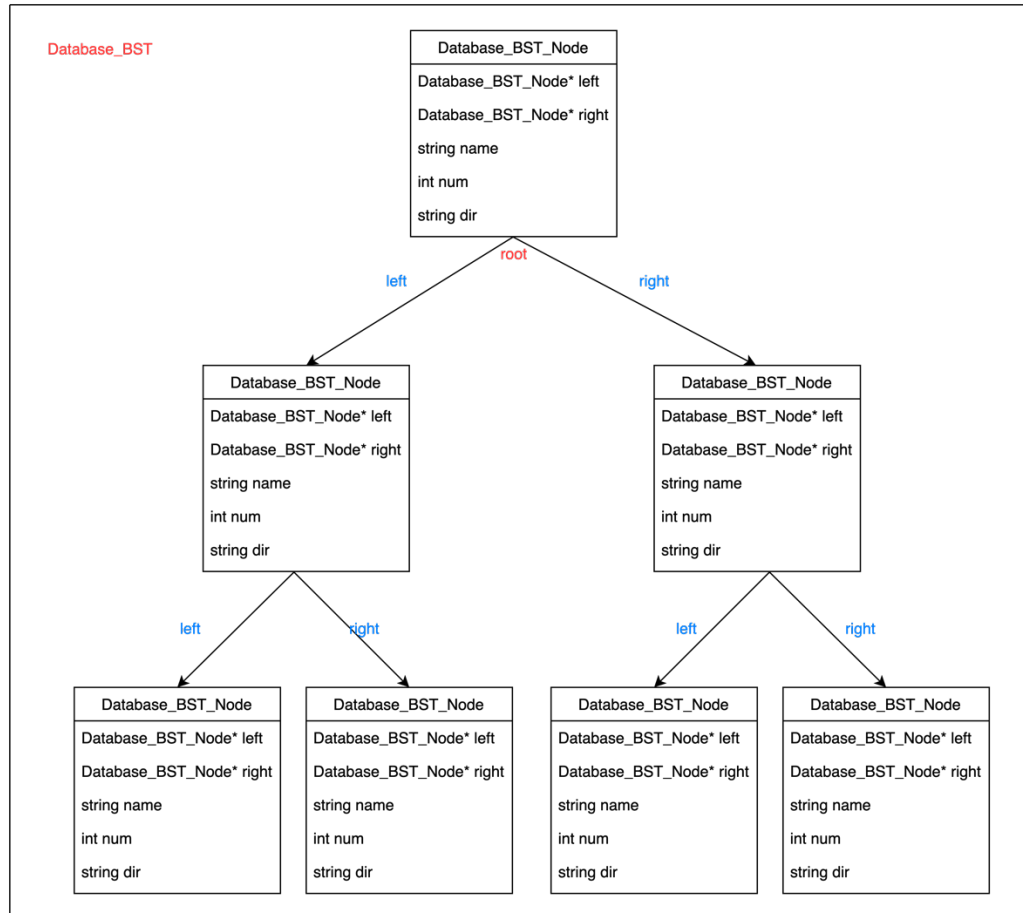 Database_BST
Database_BST_Node
Database_BST_Node* left
Database_BST_Node* right
string name
int num
string dir
root
left
right
Database_BST_Node
Database_BST_Node* left
Database_BST_Node* right
string name
int num
string dir
Database_BST_Node
Database_BST_Node* left
Database_BST_Node* right
string name
int num
string dir
left
right
left
right
Database_BST_Node
Database_BST_Node* left
Database_BST_Node* right
string name
int num
string dir
Database_BST_Node
Database_BST_Node* left
Database_BST_Node* right
string name
int num
string dir
Database_BST_Node
Database_BST_Node* left
Database_BST_Node* right
string name
int num
string dir
Database_BST_Node
Database_BST_Node* left
Database_BST_Node* right
string name
int num
string dir